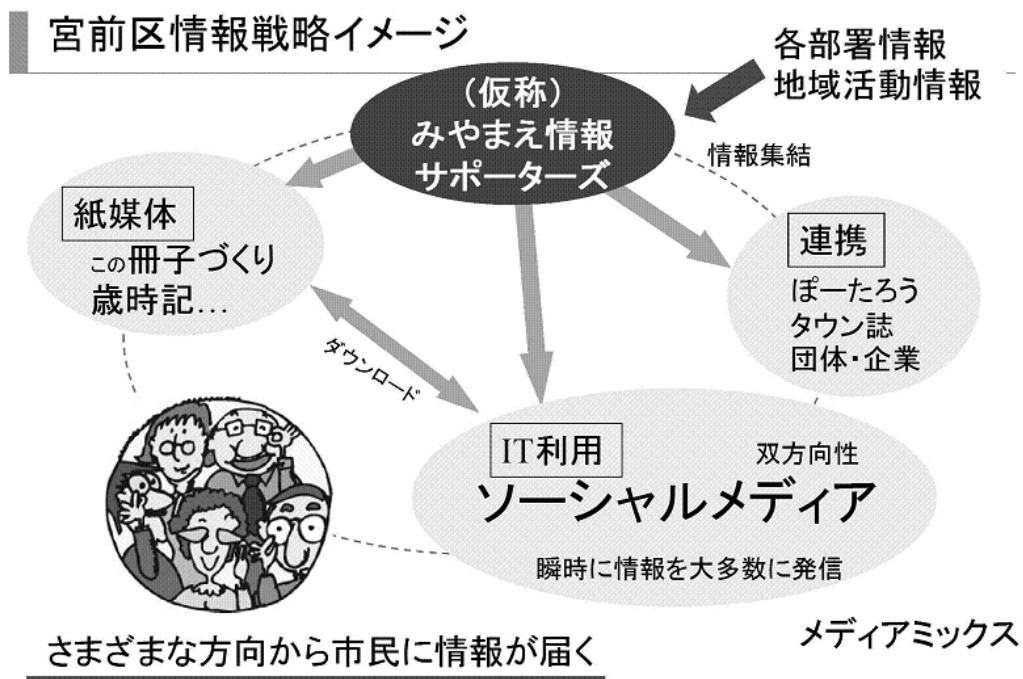 宮前区情報戦略イメージ
各部署情報
地域活動情報
（仮称）
みやまえ情報
サポーターズ
情報集結
紙媒体
この冊子づくり
歳時記…
連携
ぽーたろう
タウン誌
団体・企業
ダウンロード
IT利用
双方向性
ソーシャルメディア
瞬時に情報を大多数に発信
メディアミックス
さまざまな方向から市民に情報が届く